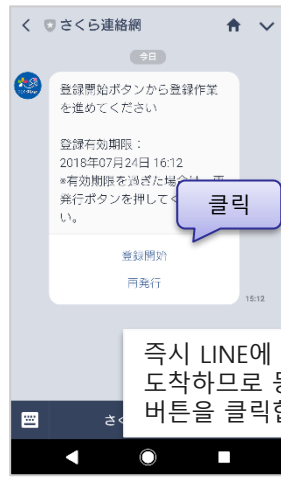 さくら連絡網
今日
登録開始ボタンから登録作業
を進めてください
登録有効期限：
2018年07月24日 16:12
※有効期限を過ぎた場合は、再
発行ボタンを押してく
い。
클릭
登録開始
再発行
15:12
즉시 LINE에
도착하므로
버튼을 클릭
さく